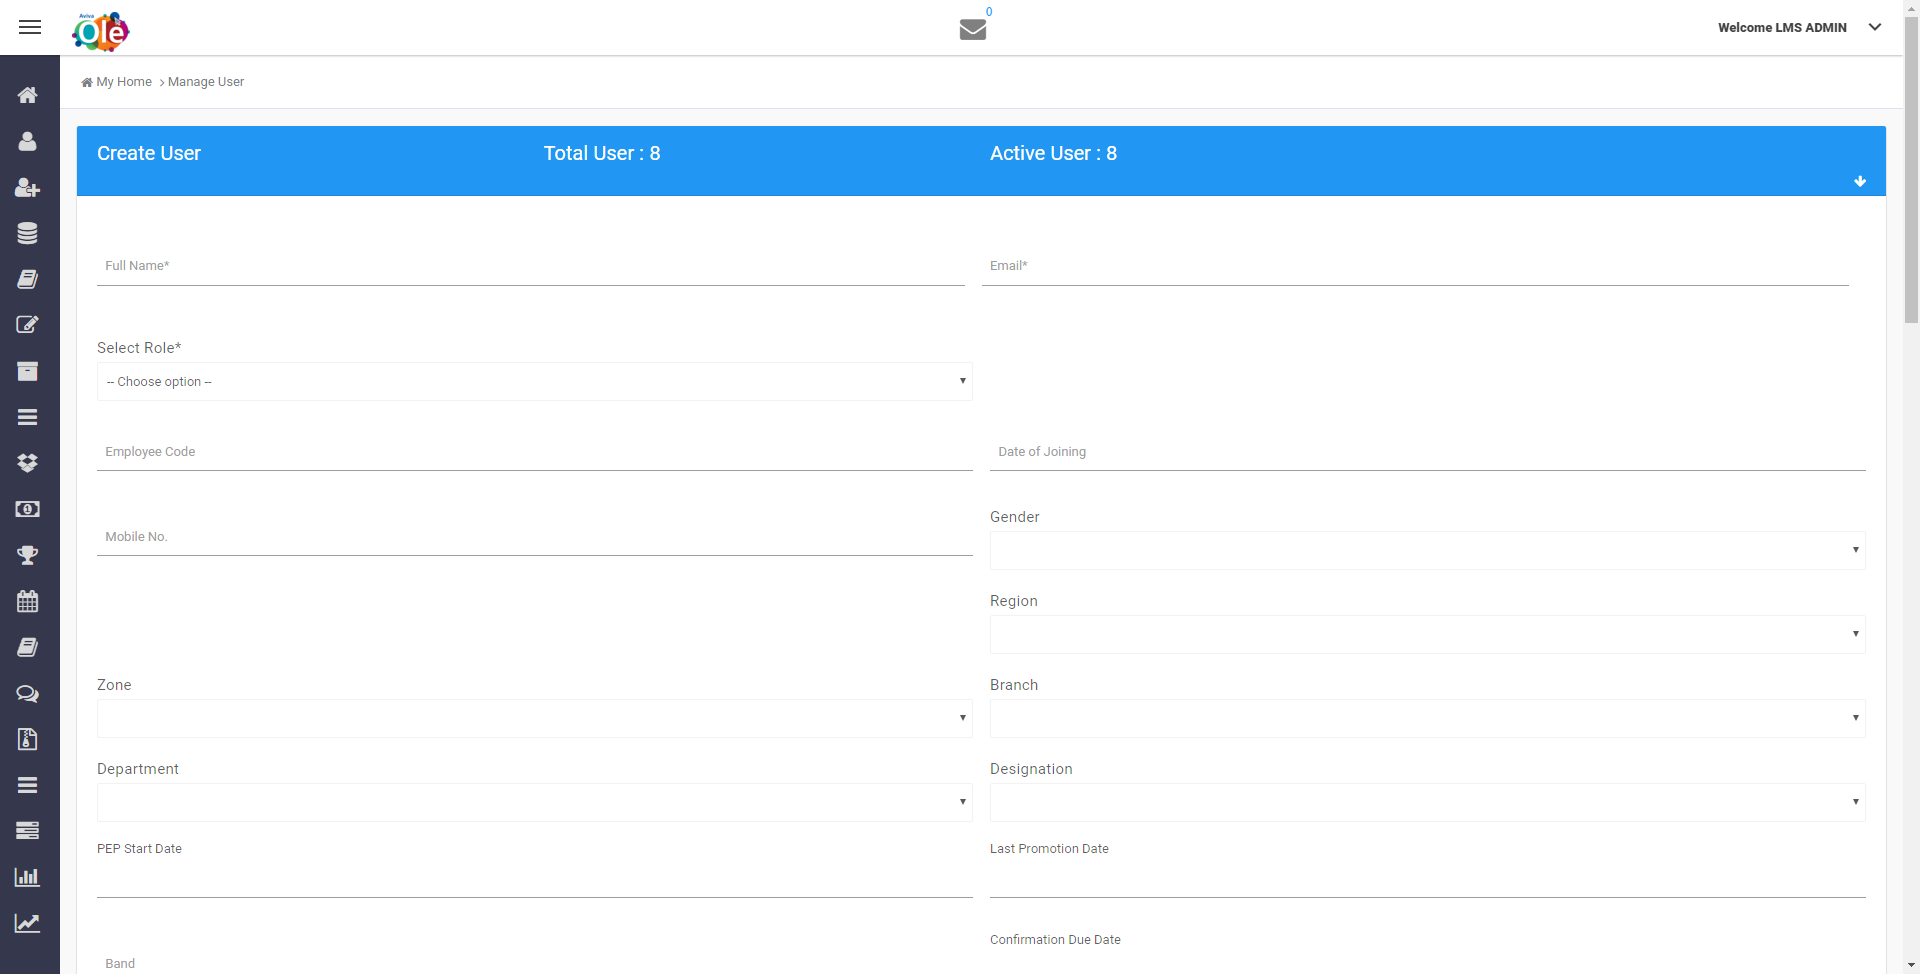 Aviva
Ole
0
Welcome LMS ADMIN
My Home > Manage User
Create User
Total User : 8
Active User : 8
Full Name*
Email*
Select Role*
-- Choose option --
Employee Code
Date of Joining
Mobile No.
Gender
Region
Zone
Branch
Department
Designation
PEP Start Date
Last Promotion Date
Confirmation Due Date
Band